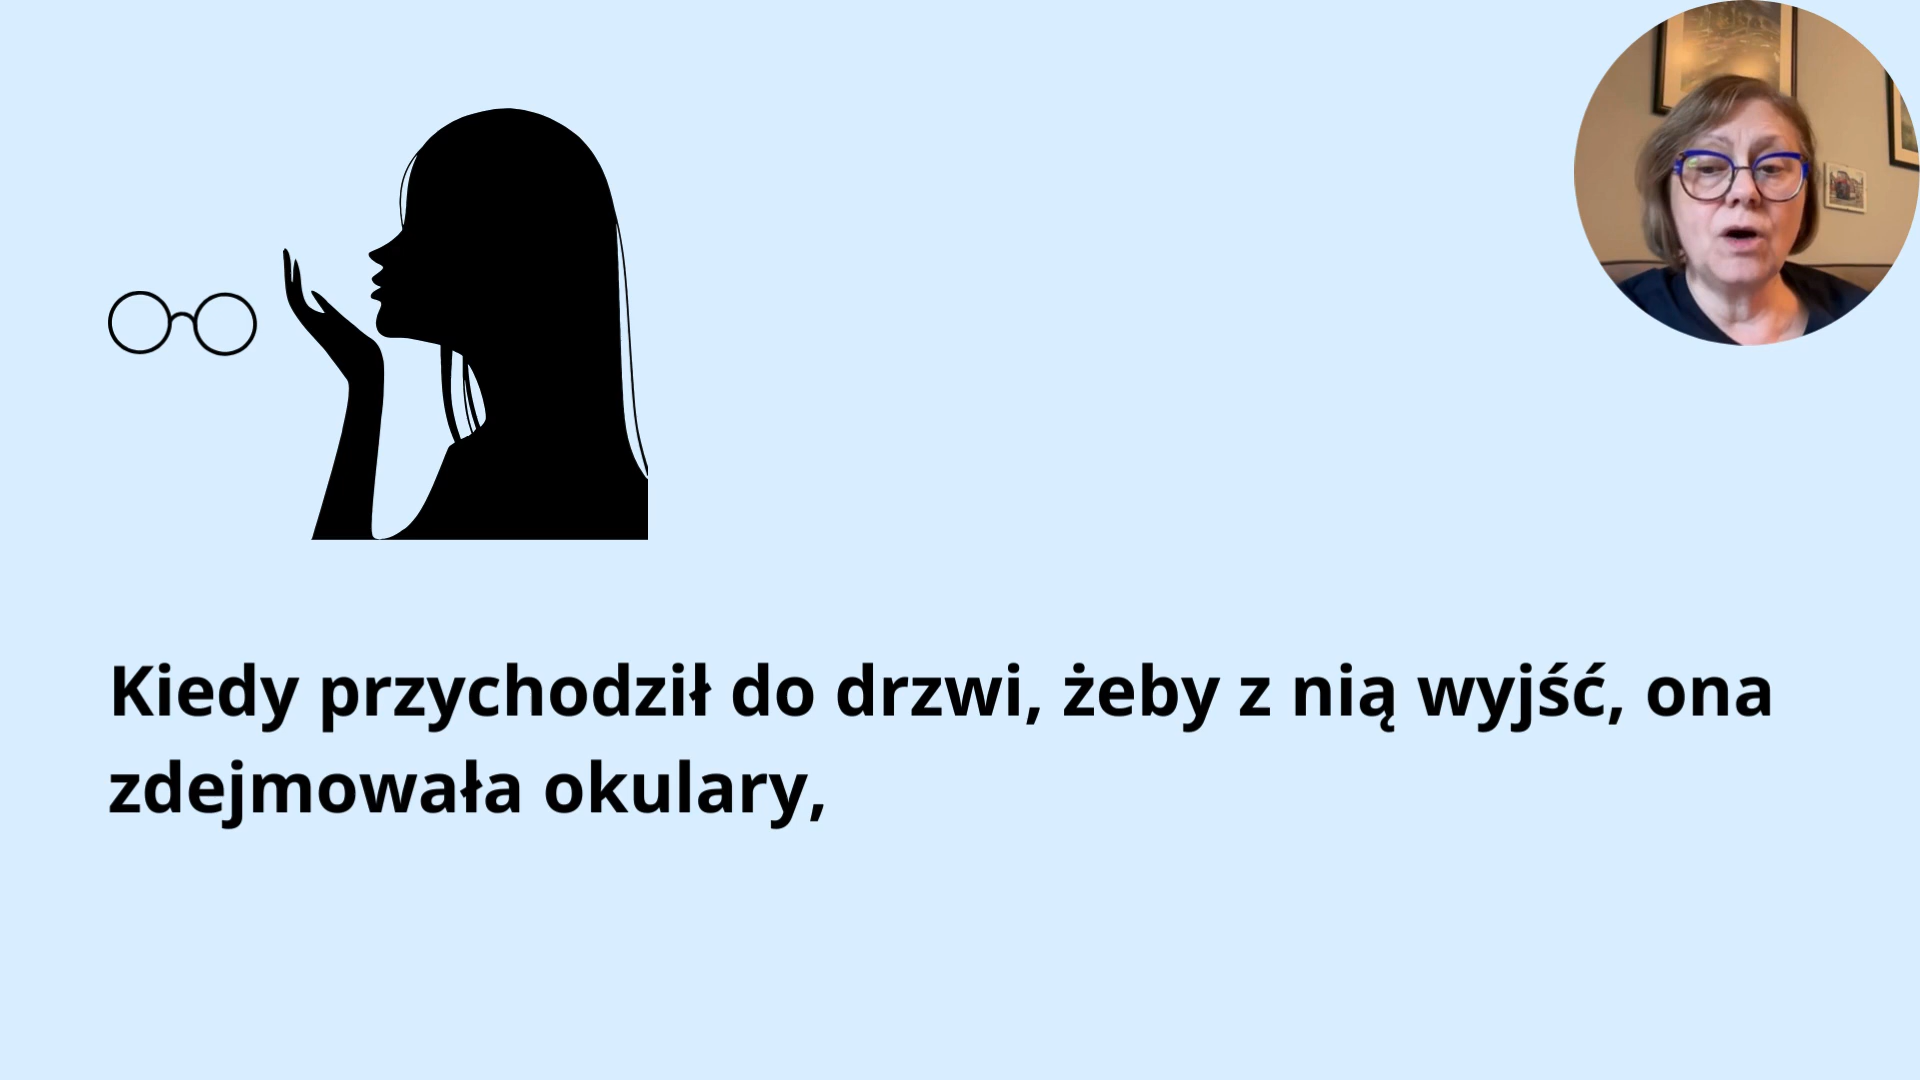 Kiedy przychodził do drzwi, żeby z nią wyjść, ona
zdejmowała okulary,